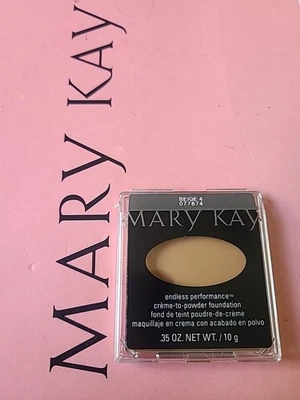 MARY KAY
BEIGE 4
077874
MARY KAY
endless performance™
crème-to-powder foundation
fond de teint poudre-de-crème
maquillaje en crema con acabado en polvo
.35 OZ. NET WT. / 10 g